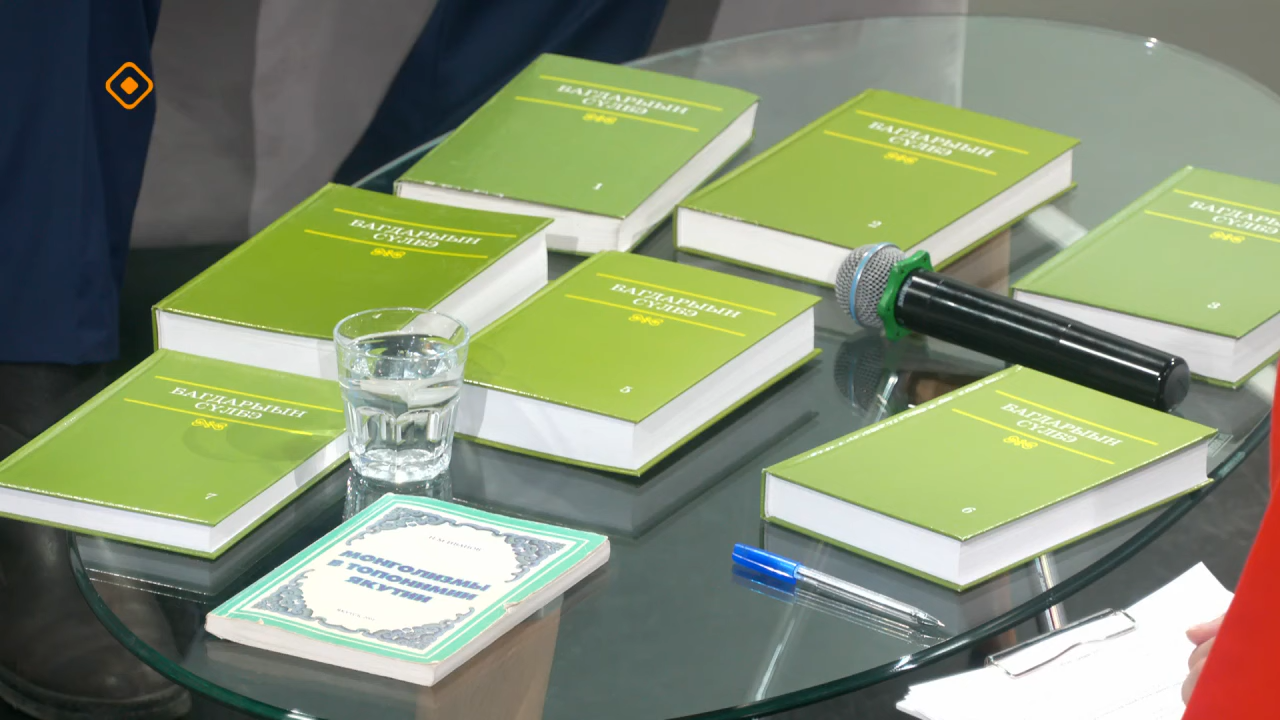 БАГДАРЫЫН
СҮЛБЭ
1
БАГДАРЫЫН
СҮЛБЭ
2
БАГДАРЫЫН
СҮЛБЭ
3
БАГДАРЫЫН
СҮЛБЭ
БАГДАРЫЫН
СҮЛБЭ
5
БАГДАРЫЫН
СҮЛБЭ
6
БАГДАРЫЫН
СҮЛБЭ
7
МОНГОЛИЗМЫ
В ТОПОНИМИИ
ЯКУТИИ